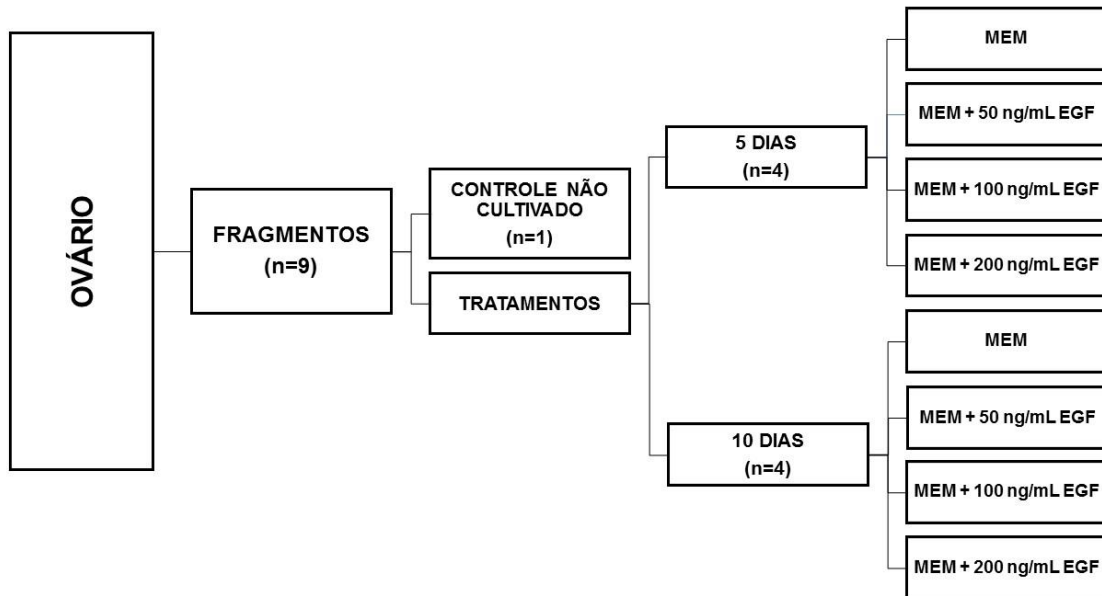 OVÁRIO
FRAGMENTOS
(n=9)
CONTROLE NÃO
CULTIVADO
(n=1)
TRATAMENTOS
5 DIAS
(n=4)
MEM
MEM + 50 ng/mL EGF
MEM + 100 ng/mL EGF
MEM + 200 ng/mL EGF
10 DIAS
(n=4)
MEM
MEM + 50 ng/mL EGF
MEM + 100 ng/mL EGF
MEM + 200 ng/mL EGF